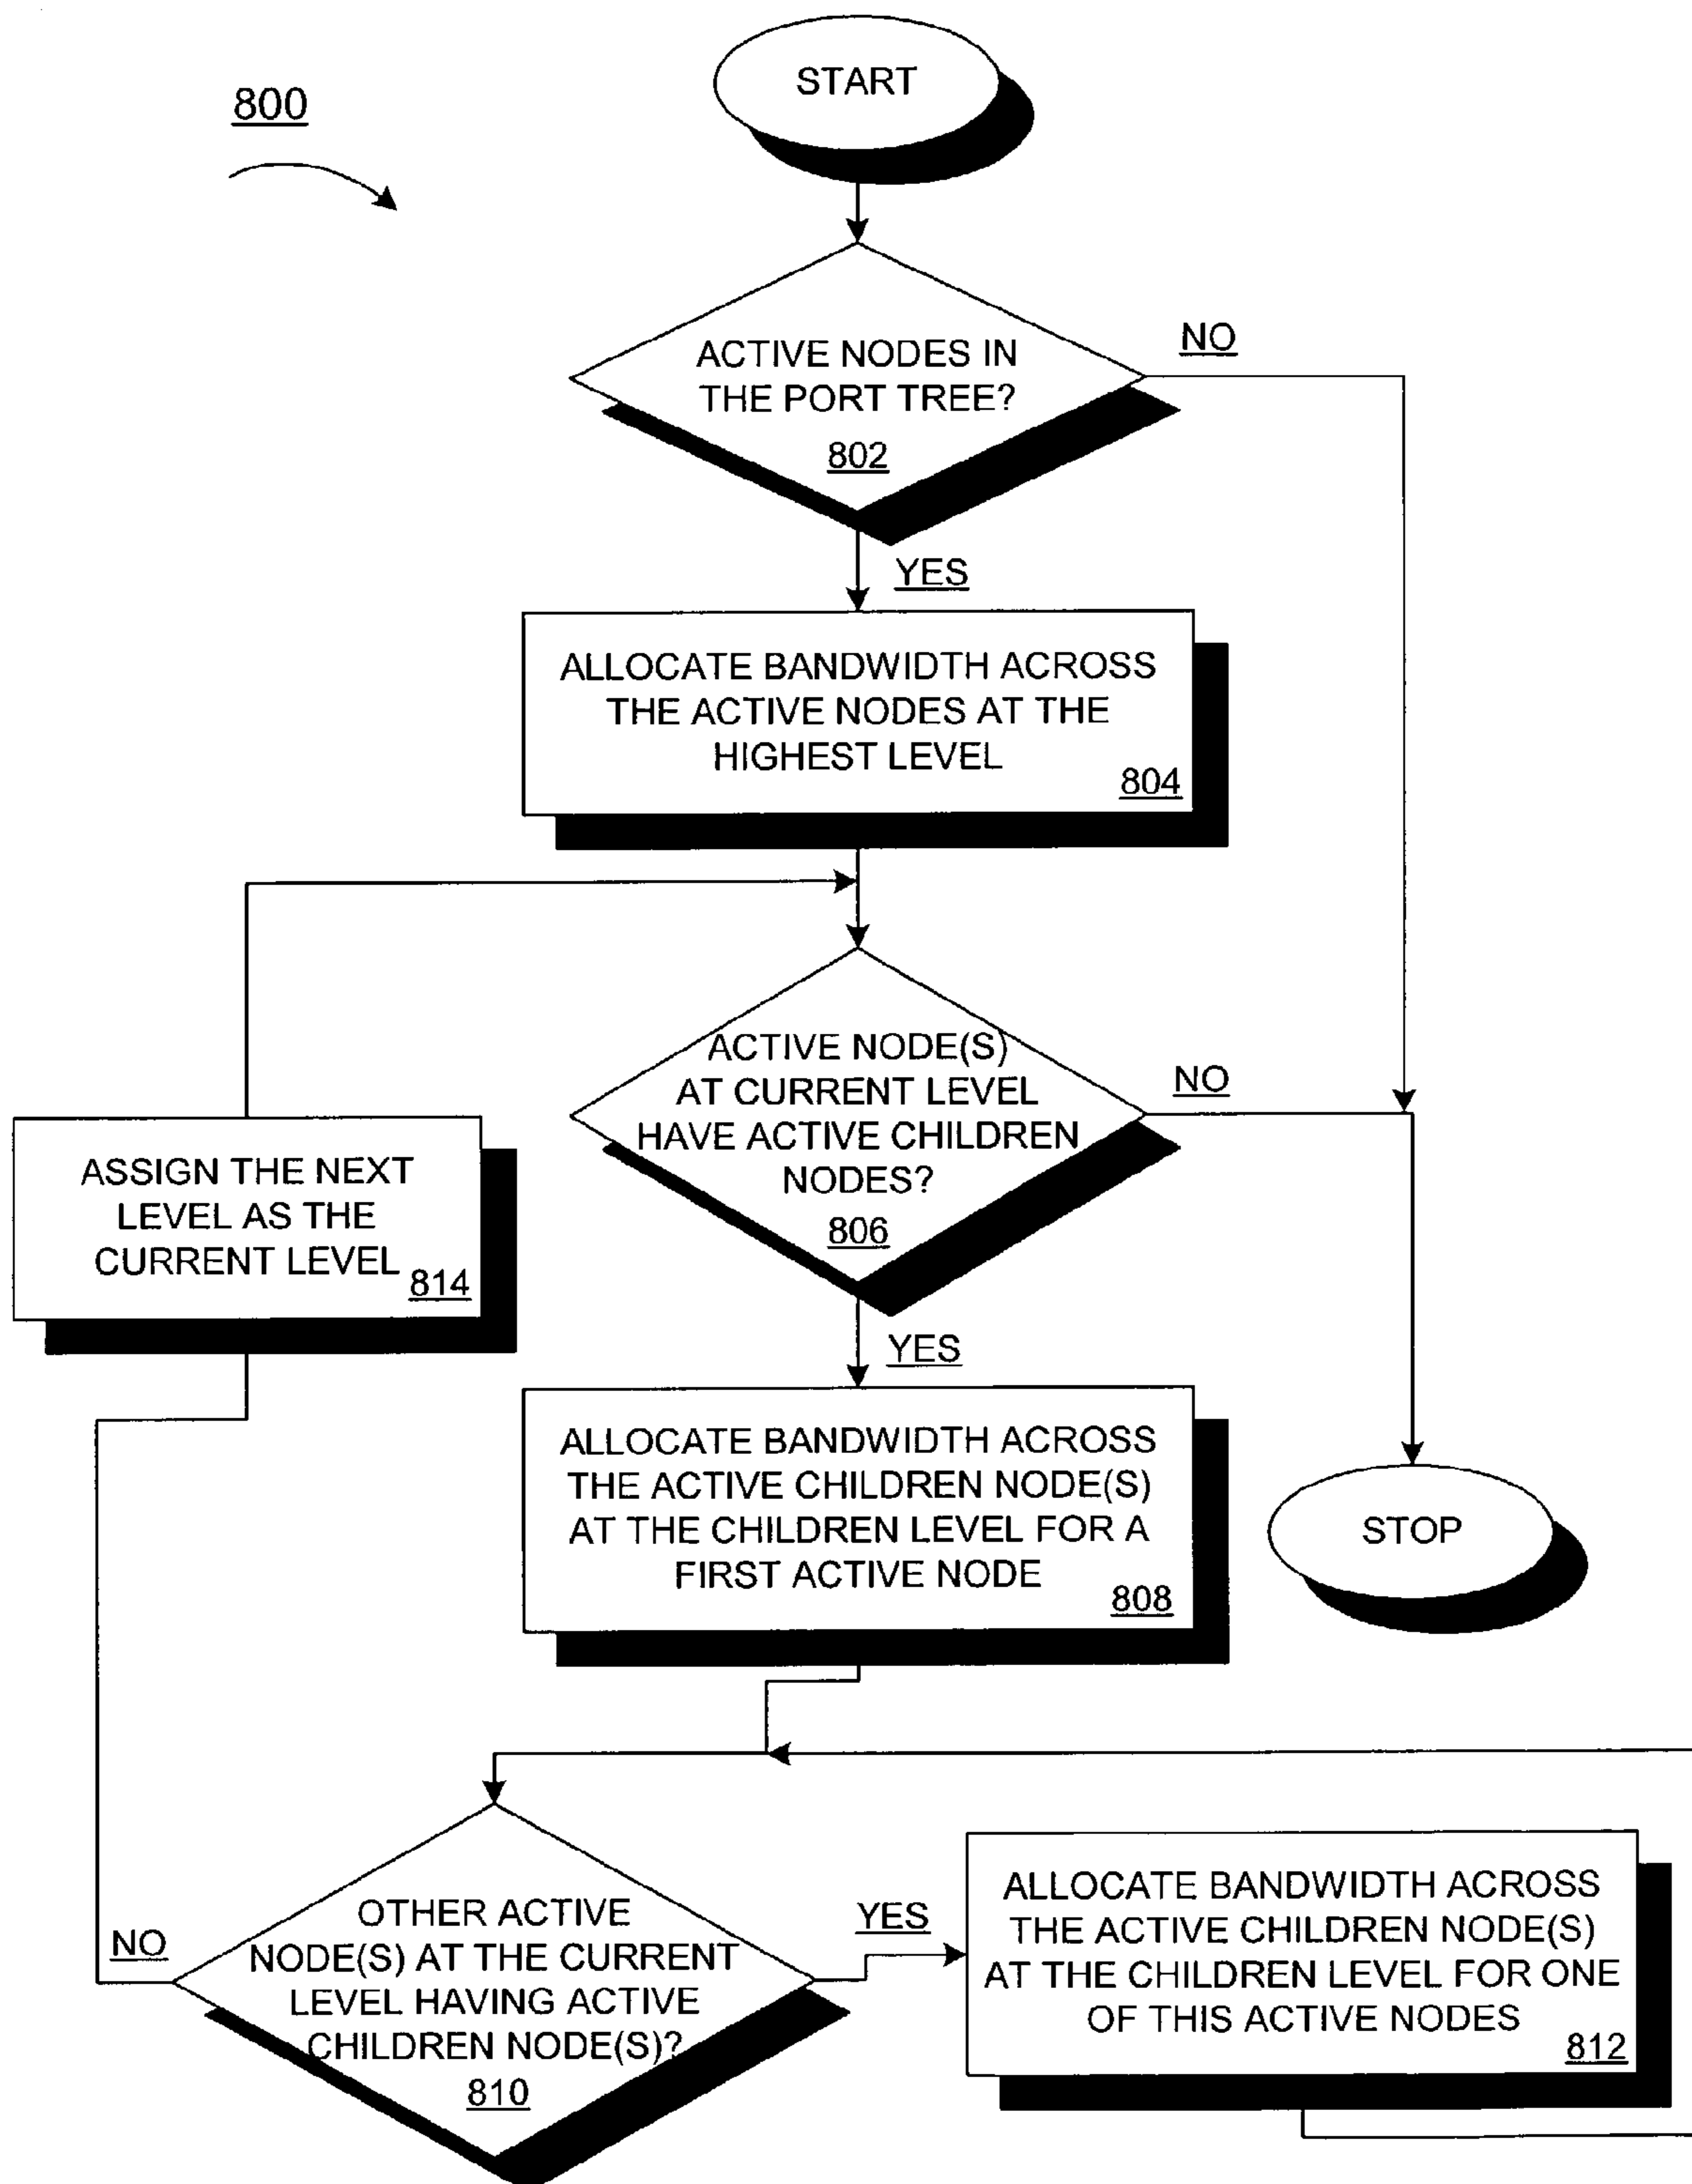 START
800
ACTIVE NODES IN
THE PORT TREE?
802
NO
YES
ALLOCATE BANDWIDTH ACROSS
THE ACTIVE NODES AT THE
HIGHEST LEVEL
804
ACTIVE NODE(S)
AT CURRENT LEVEL
HAVE ACTIVE CHILDREN
NODES?
806
NO
YES
ASSIGN THE NEXT
LEVEL AS THE
CURRENT LEVEL
814
ALLOCATE BANDWIDTH ACROSS
THE ACTIVE CHILDREN NODE(S)
AT THE CHILDREN LEVEL FOR A
FIRST ACTIVE NODE
808
STOP
OTHER ACTIVE
NODE(S) AT THE CURRENT
LEVEL HAVING ACTIVE
CHILDREN NODE(S)?
810
NO
YES
ALLOCATE BANDWIDTH ACROSS
THE ACTIVE CHILDREN NODE(S)
AT THE CHILDREN LEVEL FOR ONE
OF THIS ACTIVE NODES
812